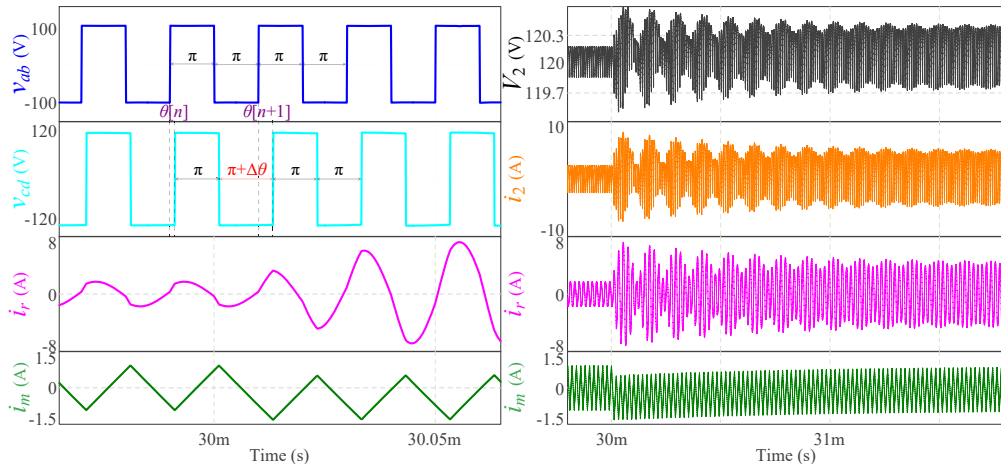 100
v_ab (V)
-100
π π π π
θ[n] θ[n+1]
120
v_cd (V)
-120
π π+Δθ π π
8
i_r (A)
0
-8
1.5
i_m (A)
0
-1.5
30m 30.05m
Time (s)
V_2 (V)
120.3
120
119.7
10
i_2 (A)
-10
8
i_r (A)
0
-8
1.5
i_m (A)
0
-1.5
30m 31m
Time (s)